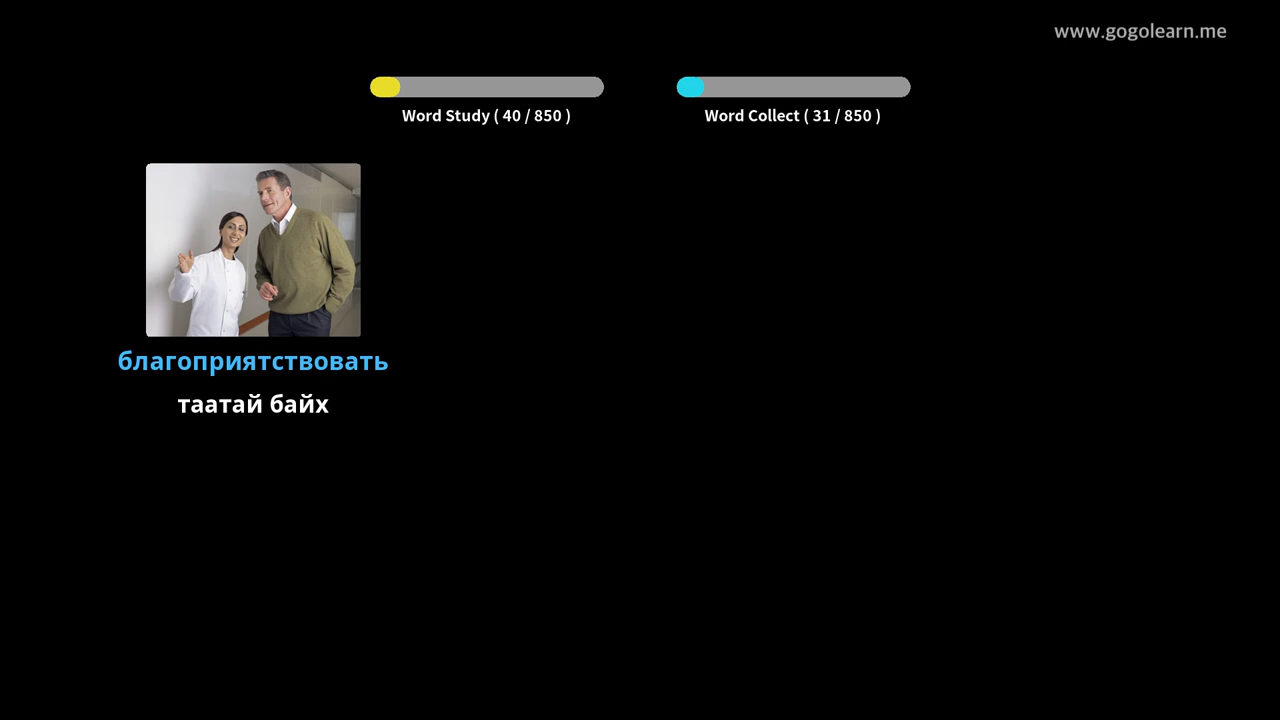 www.gogolearn.me
Word Study ( 40 / 850 )
Word Collect ( 31 / 850 )
благоприятствовать
таатай байх